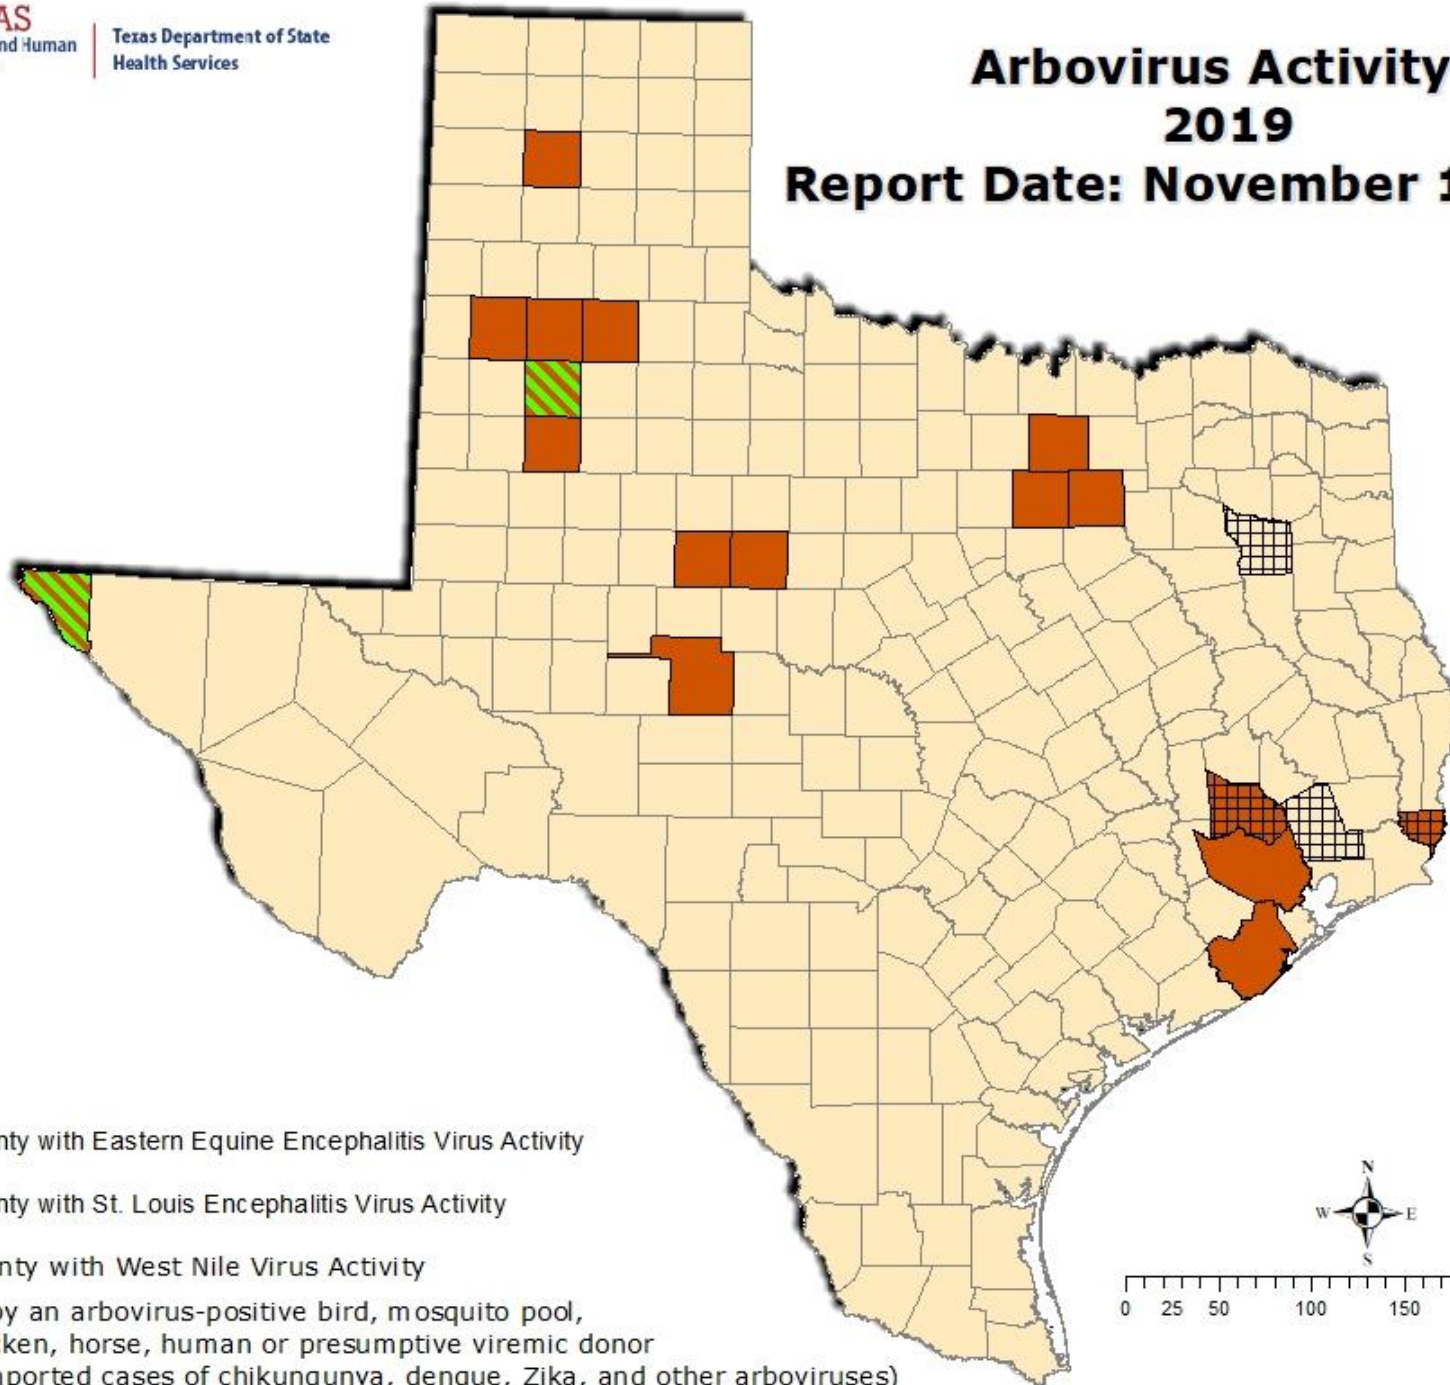 AS
nd Human
Texas Department of State
Health Services
Arbovirus Activity
2019
Report Date: November 1
nty with Eastern Equine Encephalitis Virus Activity
nty with St. Louis Encephalitis Virus Activity
nty with West Nile Virus Activity
by an arbovirus-positive bird, mosquito pool,
ken, horse, human or presumptive viremic donor
ported cases of chikungunya, dengue, Zika, and other arboviruses)
N
W E
S
0 25 50 100 150